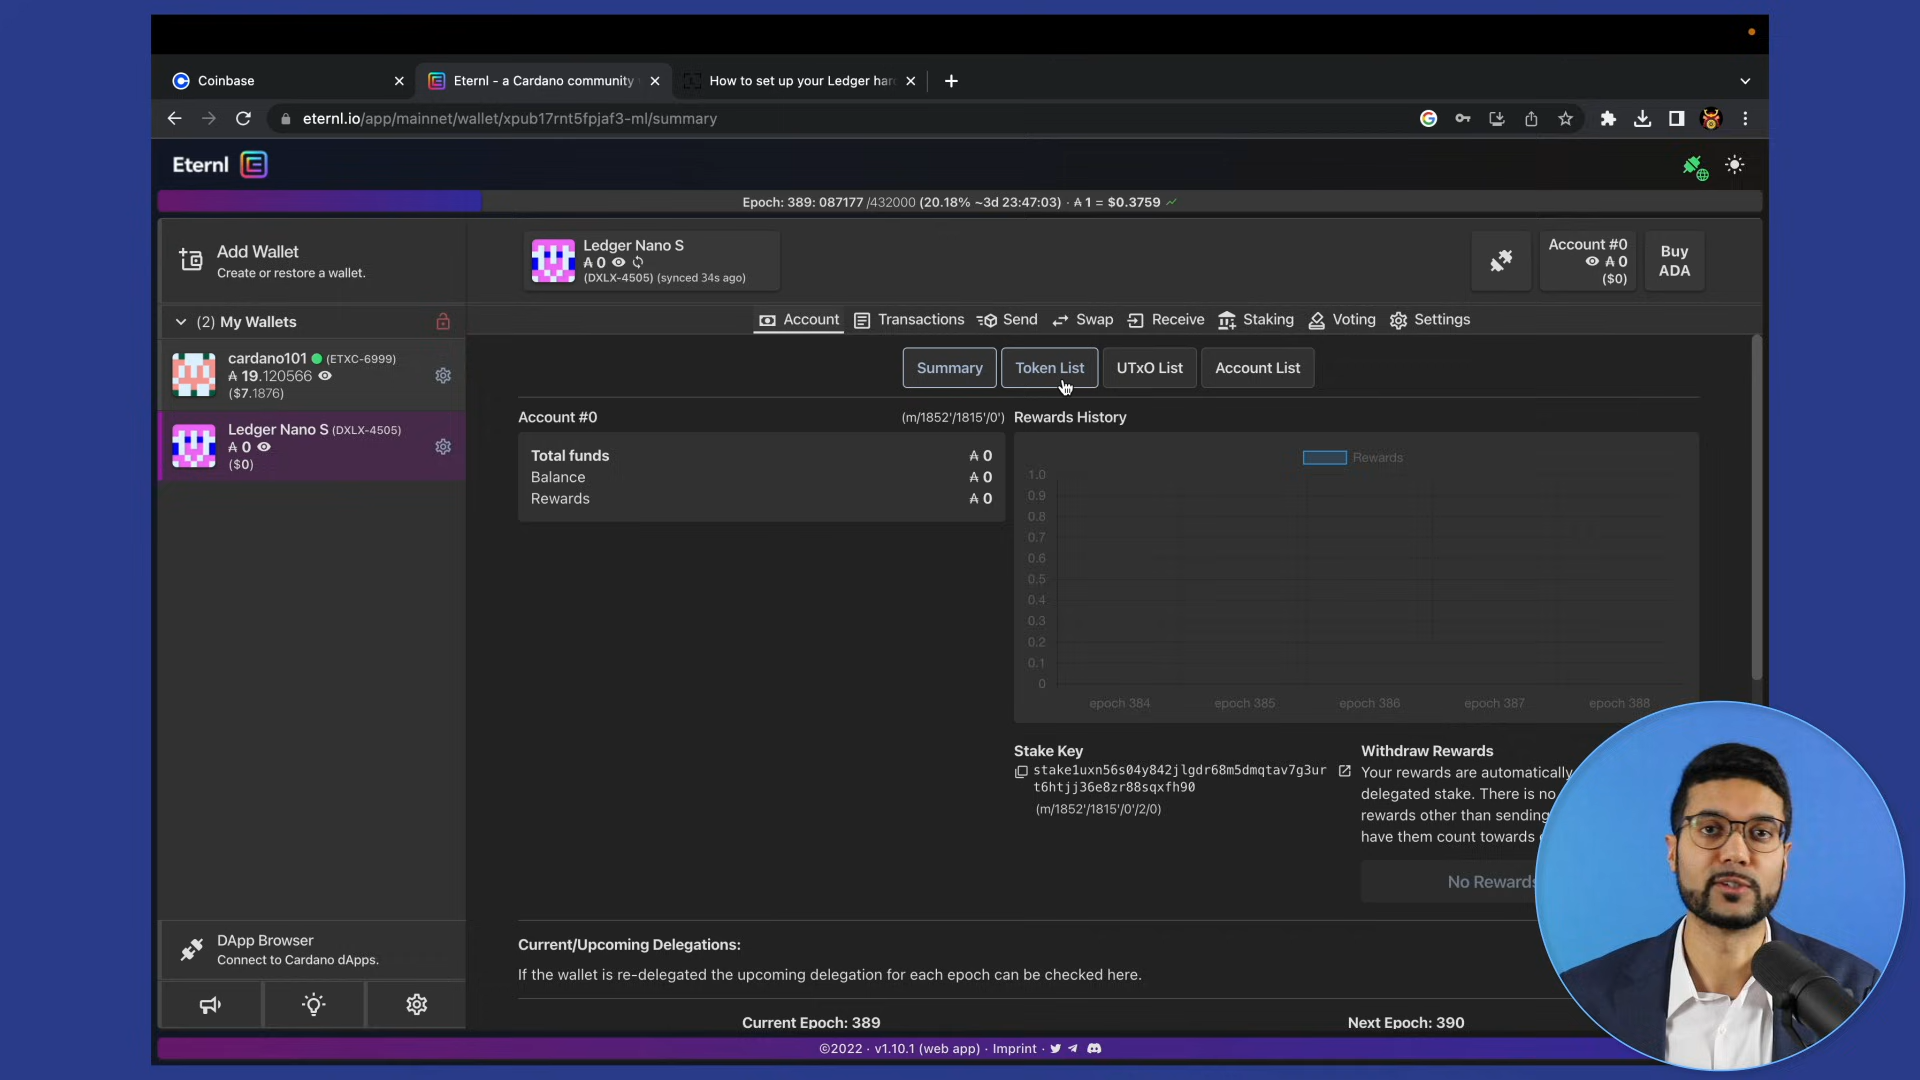 Coinbase
Eternl - a Cardano community
How to set up your Ledger har
eternl.io/app/mainnet/wallet/xpub17rnt5fpjaf3-ml/summary
Eternl
Epoch: 389: 087177 /432000 (20.18% ~3d 23:47:03) · ₳ 1 = $0.3759
Add Wallet
Create or restore a wallet.
Ledger Nano S
₳ 0
(DXLX-4505) (synced 34s ago)
Account #0
₳ 0
($0)
Buy
ADA
(2) My Wallets
Account Transactions Send Swap Receive Staking Voting Settings
cardano101 (ETXC-6999)
₳ 19.120566
($7.1876)
Summary Token List UTxO List Account List
Ledger Nano S (DXLX-4505)
₳ 0
($0)
Account #0 (m/1852'/1815'/0')
Total funds ₳ 0
Balance ₳ 0
Rewards ₳ 0
Rewards History
Rewards
1.0
0.9
0.8
0.7
0.6
0.5
0.4
0.3
0.2
0.1
0
epoch 384 epoch 385 epoch 386 epoch 387 epoch 388
Stake Key
stake1uxn56s04y842jlgdr68m5dmqtav7g3ur
t6htjj36e8zr88sqxfh90
(m/1852'/1815'/0'/2/0)
Withdraw Rewards
Your rewards are automatically
delegated stake. There is no
rewards other than sending
have them count towards
No Rewards
Current/Upcoming Delegations:
If the wallet is re-delegated the upcoming delegation for each epoch can be checked here.
Current Epoch: 389 Next Epoch: 390
DApp Browser
Connect to Cardano dApps.
©2022 · v1.10.1 (web app) · Imprint ·